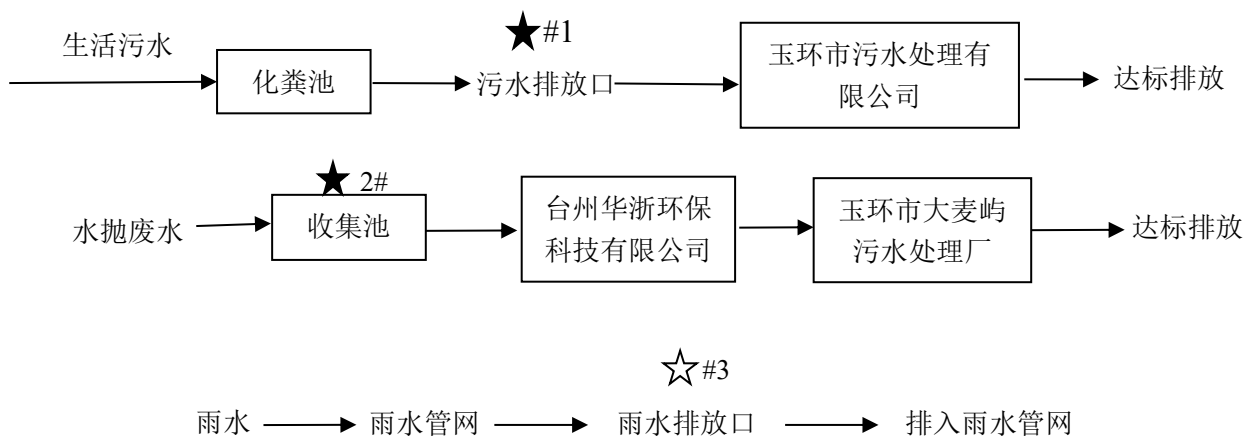 ★#1
生活污水
化粪池
污水排放口
玉环市污水处理有
限公司
达标排放
★ 2#
水抛废水
收集池
台州华浙环保
科技有限公司
玉环市大麦屿
污水处理厂
达标排放
☆#3
雨水
雨水管网
雨水排放口
排入雨水管网